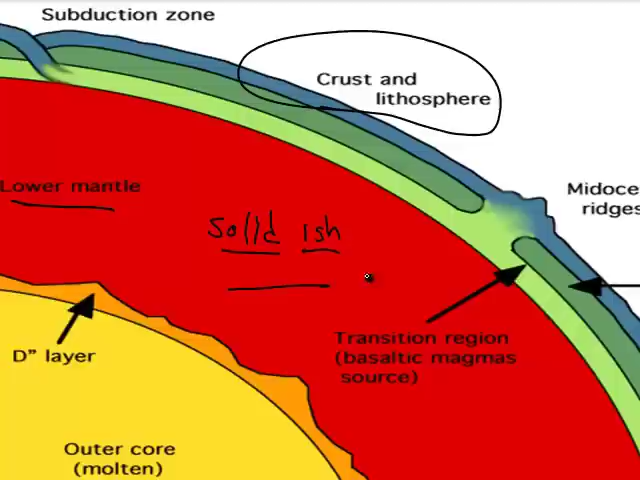 Subduction zone
Crust and
lithosphere
Lower mantle
Midoce
ridges
Solid ish
Transition region
(basaltic magmas
source)
D” layer
Outer core
(molten)